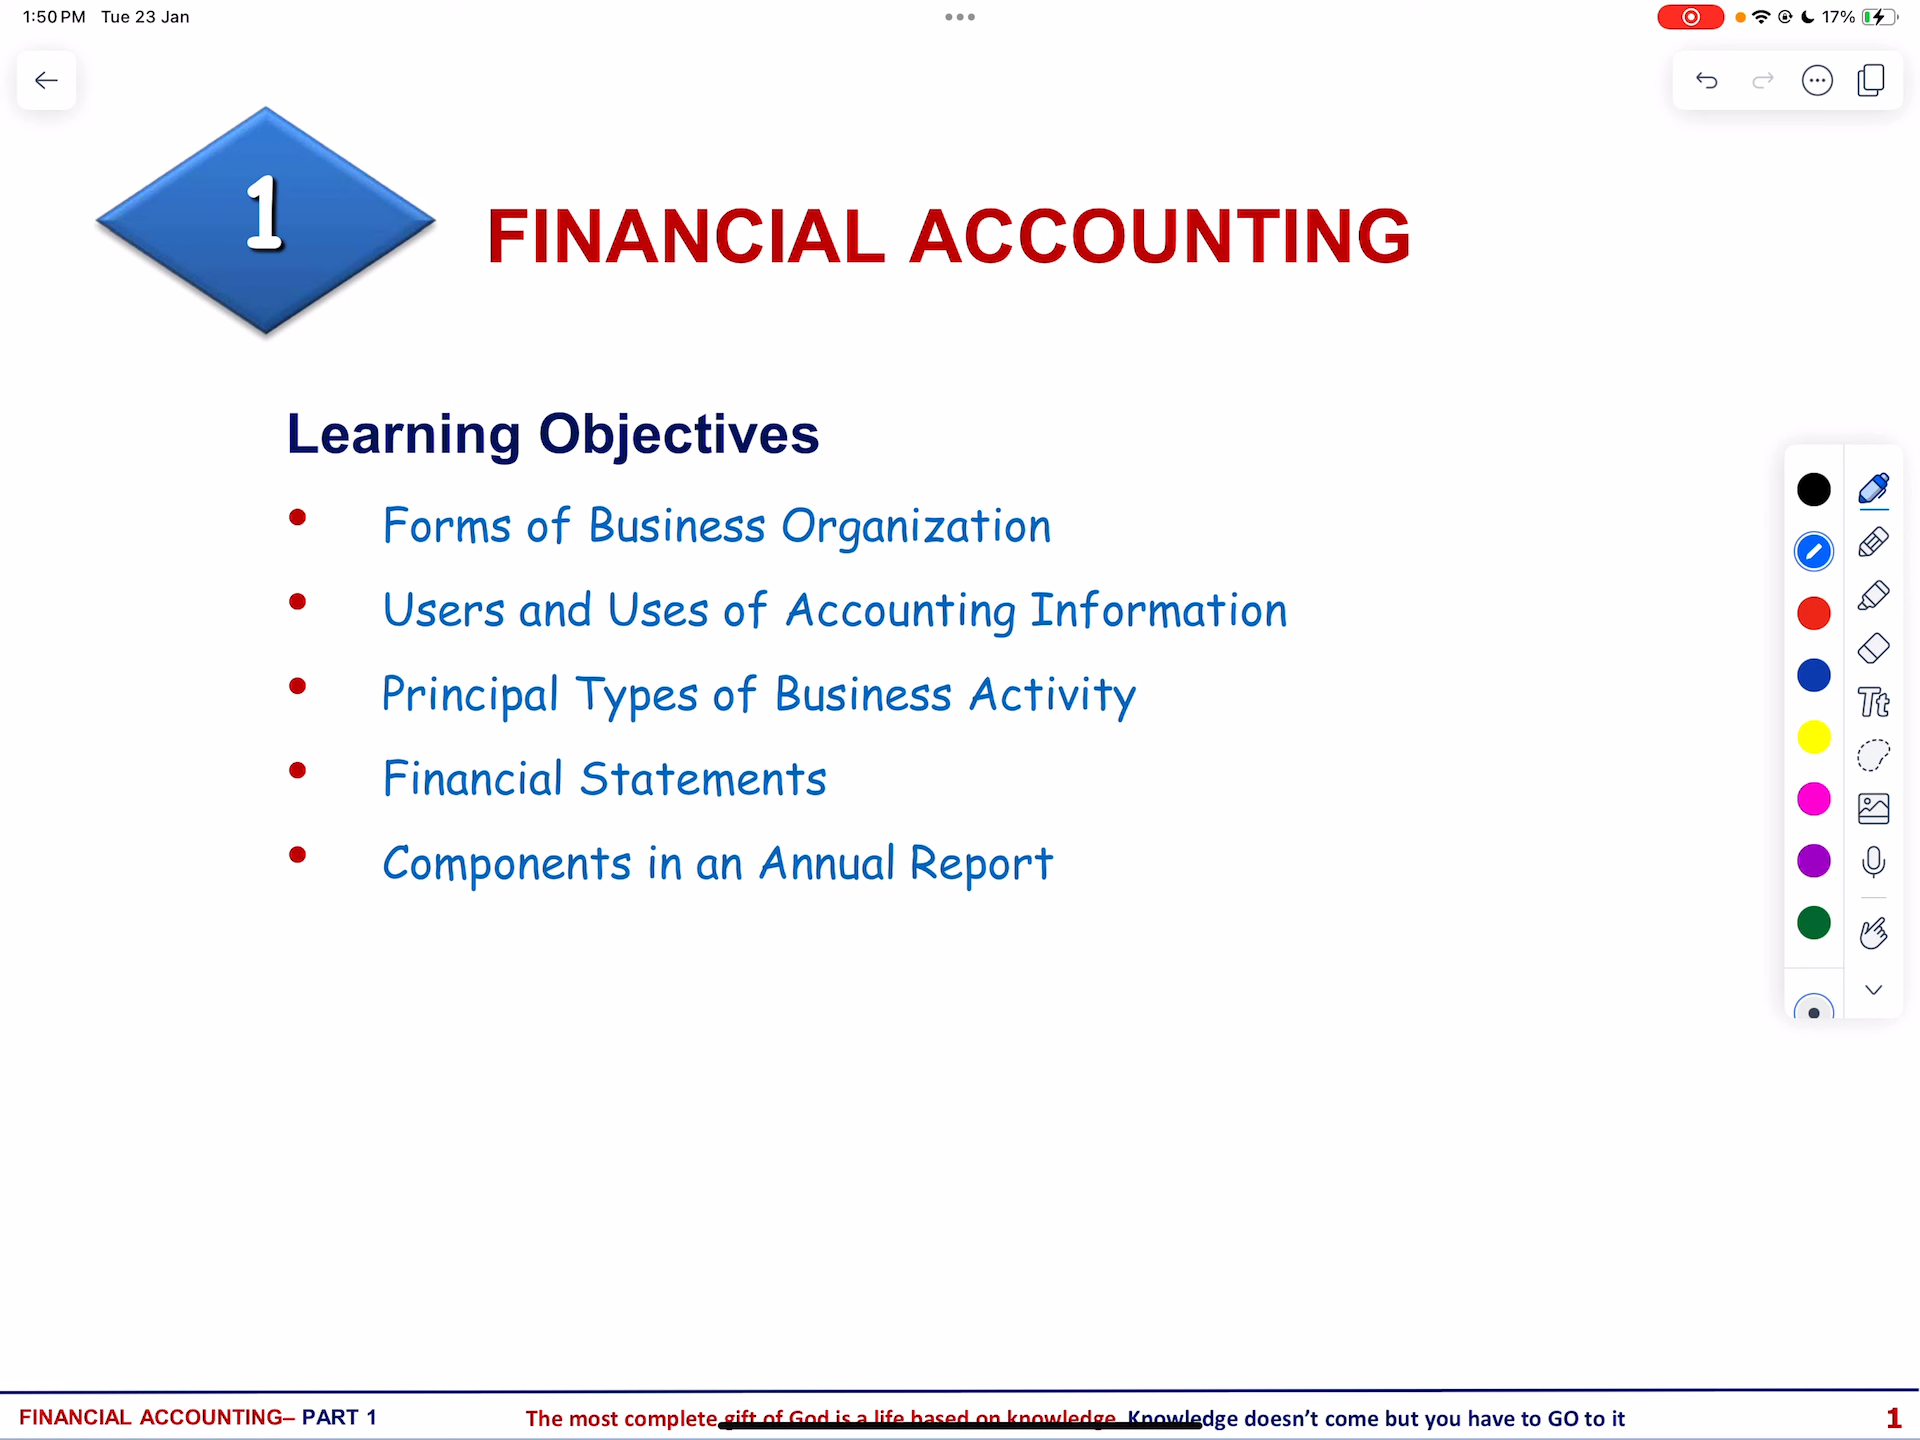 1:50 PM Tue 23 Jan
17%
1
FINANCIAL ACCOUNTING
Learning Objectives
• Forms of Business Organization
• Users and Uses of Accounting Information
• Principal Types of Business Activity
• Financial Statements
• Components in an Annual Report
Tt
FINANCIAL ACCOUNTING– PART 1
The most complete gift of God is a life based on knowledge. Knowledge doesn’t come but you have to GO to it
1